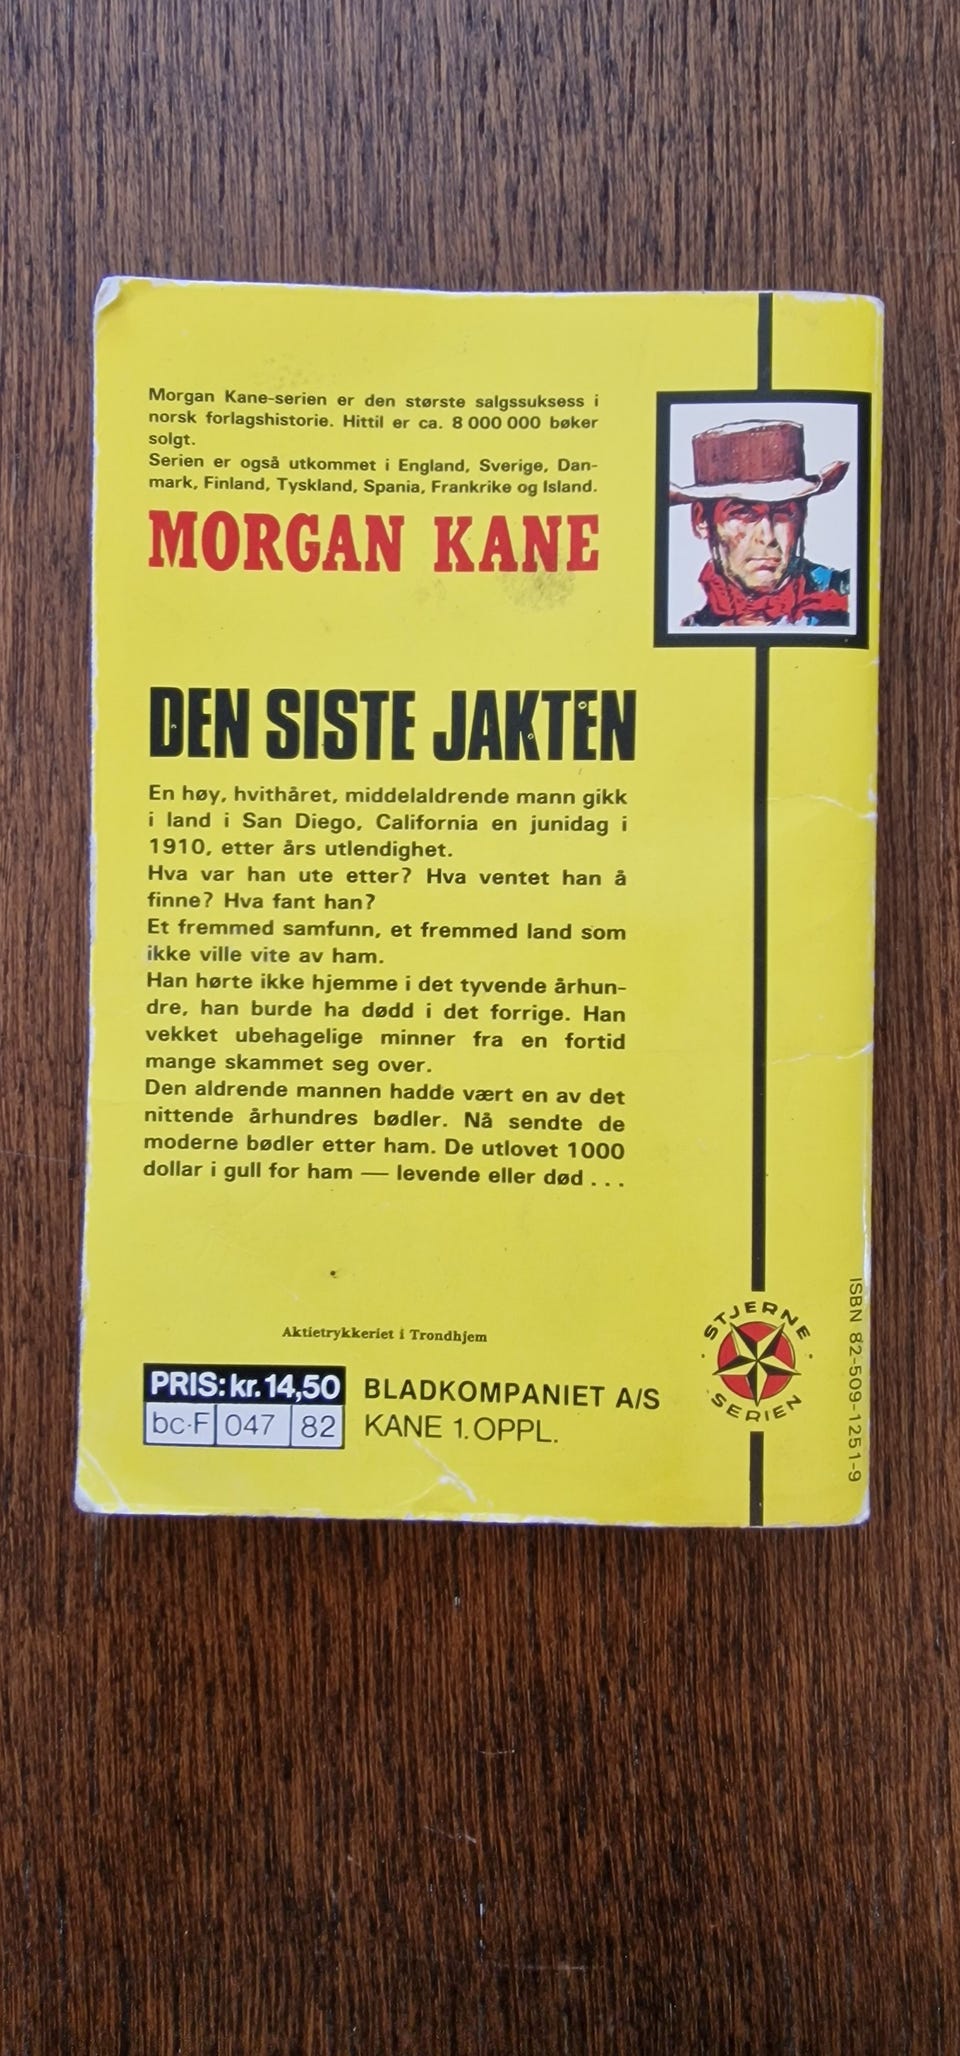 Morgan Kane-serien er den største salgssuksess i
norsk forlagshistorie. Hittil er ca. 8 000 000 bøker
solgt.
Serien er også utkommet i England, Sverige, Dan-
mark, Finland, Tyskland, Spania, Frankrike og Island.
MORGAN KANE
DEN SISTE JAKTEN
En høy, hvithåret, middelaldrende mann gikk
i land i San Diego, California en junidag i
1910, etter års utlendighet.
Hva var han ute etter? Hva ventet han å
finne? Hva fant han?
Et fremmed samfunn, et fremmed land som
ikke ville vite av ham.
Han hørte ikke hjemme i det tyvende århun-
dre, han burde ha dødd i det forrige. Han
vekket ubehagelige minner fra en fortid
mange skammet seg over.
Den aldrende mannen hadde vært en av det
nittende århundres bødler. Nå sendte de
moderne bødler etter ham. De utlovet 1000
dollar i gull for ham — levende eller død . . .
Aktietrykkeriet i Trondhjem
PRIS: kr. 14,50
bc-F 047 82
BLADKOMPANIET A/S
KANE 1. OPPL.
STJERNE
SERIEN
ISBN 82-509-1251-9